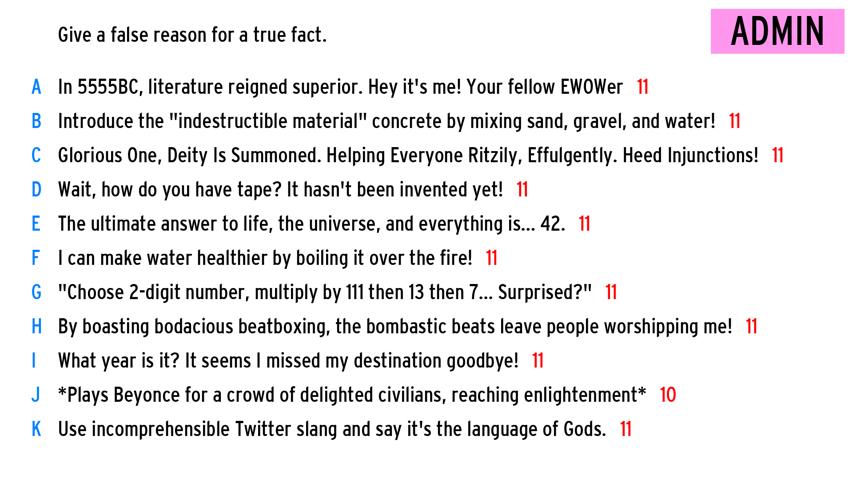 Give a false reason for a true fact.
ADMIN
A In 5555BC, literature reigned superior. Hey it's me! Your fellow EWOWer 11
B Introduce the "indestructible material" concrete by mixing sand, gravel, and water! 11
C Glorious One, Deity Is Summoned. Helping Everyone Ritzily, Effulgently. Heed Injunctions! 11
D Wait, how do you have tape? It hasn't been invented yet! 11
E The ultimate answer to life, the universe, and everything is... 42. 11
F I can make water healthier by boiling it over the fire! 11
G "Choose 2-digit number, multiply by 111 then 13 then 7... Surprised?" 11
H By boasting bodacious beatboxing, the bombastic beats leave people worshipping me! 11
I What year is it? It seems I missed my destination goodbye! 11
J *Plays Beyonce for a crowd of delighted civilians, reaching enlightenment* 10
K Use incomprehensible Twitter slang and say it's the language of Gods. 11